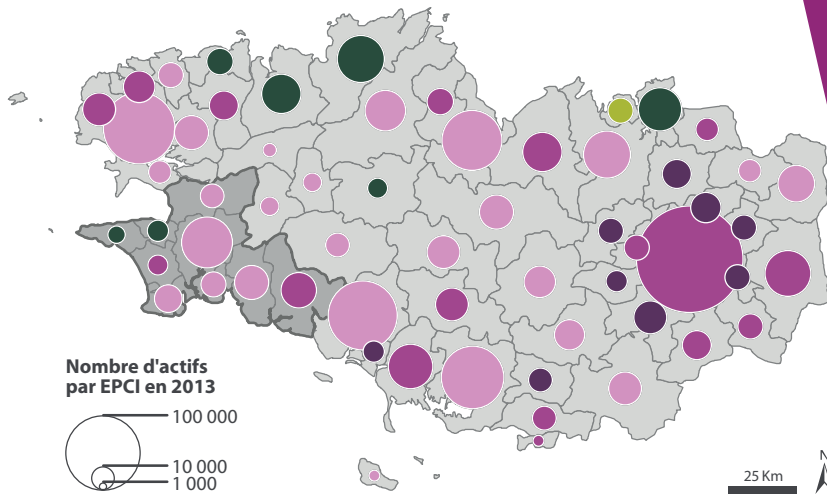 Nombre d'actifs
par EPCI en 2013
100 000
10 000
1 000
25 Km
N